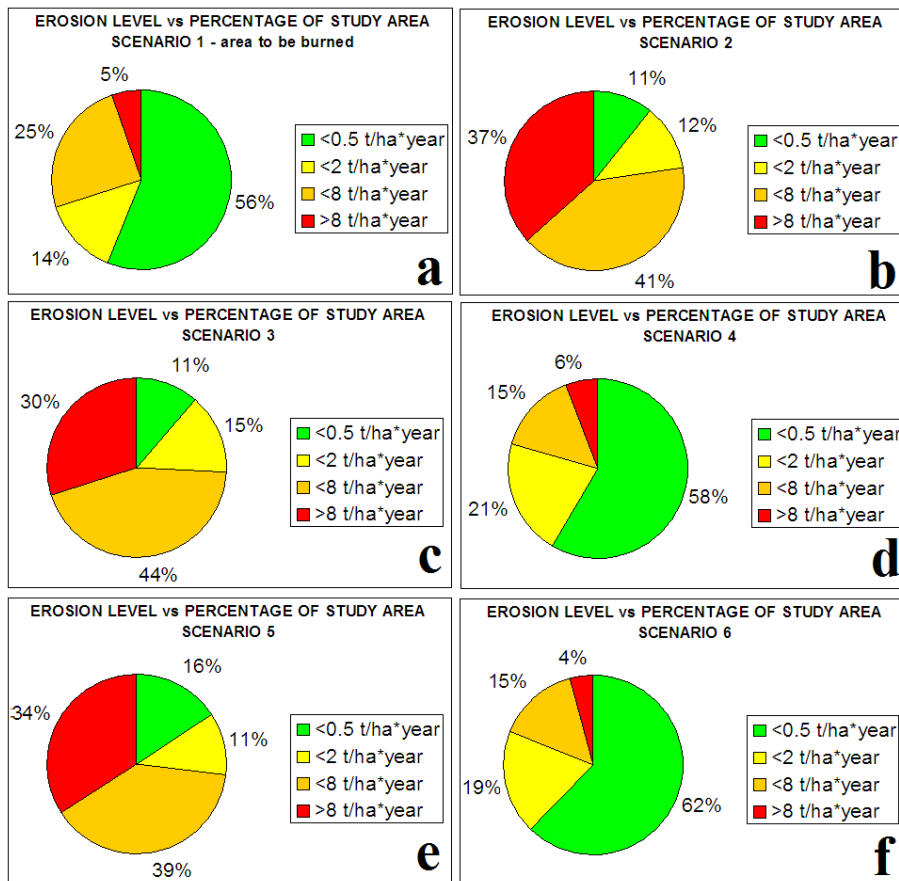 EROSION LEVEL vs PERCENTAGE OF STUDY AREA
SCENARIO 1 - area to be burned
5%
25%
56%
14%
<0.5 t/ha*year
<2 t/ha*year
<8 t/ha*year
>8 t/ha*year
a
EROSION LEVEL vs PERCENTAGE OF STUDY AREA
SCENARIO 2
11%
12%
37%
41%
<0.5 t/ha*year
<2 t/ha*year
<8 t/ha*year
>8 t/ha*year
b
EROSION LEVEL vs PERCENTAGE OF STUDY AREA
SCENARIO 3
11%
30%
15%
44%
<0.5 t/ha*year
<2 t/ha*year
<8 t/ha*year
>8 t/ha*year
c
EROSION LEVEL vs PERCENTAGE OF STUDY AREA
SCENARIO 4
6%
15%
58%
21%
<0.5 t/ha*year
<2 t/ha*year
<8 t/ha*year
>8 t/ha*year
d
EROSION LEVEL vs PERCENTAGE OF STUDY AREA
SCENARIO 5
16%
34%
11%
39%
<0.5 t/ha*year
<2 t/ha*year
<8 t/ha*year
>8 t/ha*year
e
EROSION LEVEL vs PERCENTAGE OF STUDY AREA
SCENARIO 6
4%
15%
19%
62%
<0.5 t/ha*year
<2 t/ha*year
<8 t/ha*year
>8 t/ha*year
f